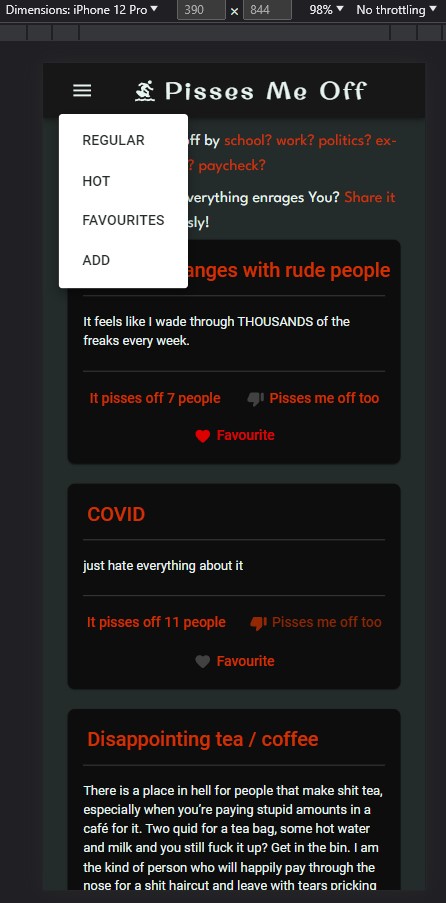 Dimensions: iPhone 12 Pro 390 × 844 98% No throttling
Pisses Me Off
REGULAR
HOT
FAVOURITES
ADD
off by school? work? politics? ex-
? paycheck?
everything enrages You? Share it
sly!
anges with rude people
It feels like I wade through THOUSANDS of the
freaks every week.
It pisses off 7 people Pisses me off too
Favourite
COVID
just hate everything about it
It pisses off 11 people Pisses me off too
Favourite
Disappointing tea / coffee
There is a place in hell for people that make shit tea,
especially when you're paying stupid amounts in a
café for it. Two quid for a tea bag, some hot water
and milk and you still fuck it up? Get in the bin. I am
the kind of person who will happily pay through the
nose for a shit haircut and leave with tears pricking